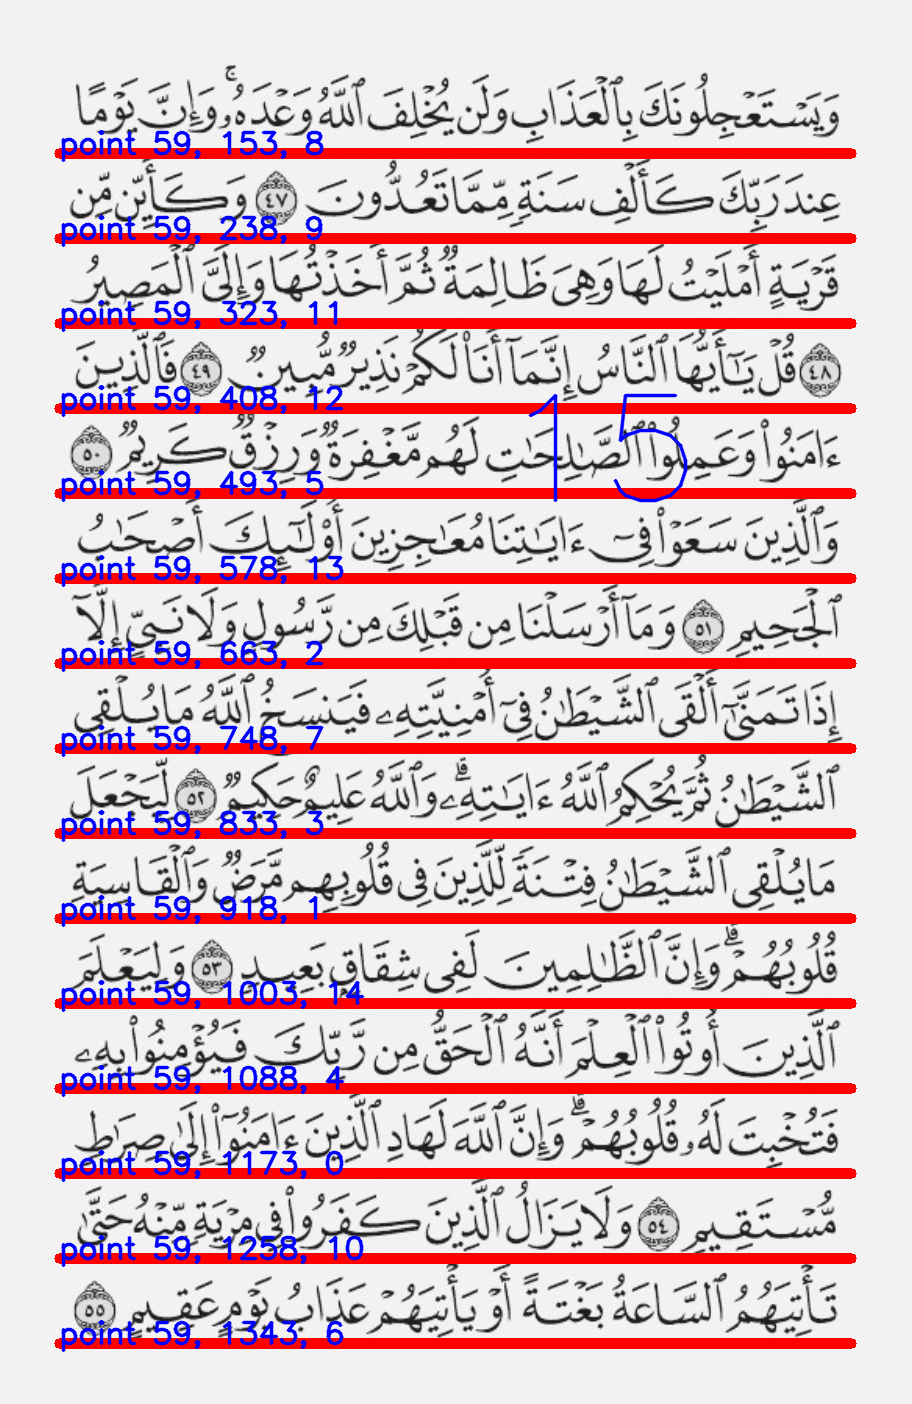 وَيَسْتَعْجِلُونَكَ بِٱلْعَذَابِ وَلَن يُخْلِفَ ٱللَّهُ وَعْدَهُۥۚ وَإِنَّ يَوْمًا
point 59, 153, 8
عِندَ رَبِّكَ كَأَلْفِ سَنَةٍ مِّمَّا تَعُدُّونَ ٤٧ وَكَأَيِّن مِّن
point 59, 238, 9
قَرْيَةٍ أَمْلَيْتُ لَهَا وَهِىَ ظَالِمَةٌ ثُمَّ أَخَذْتُهَا وَإِلَىَّ ٱلْمَصِيرُ
point 59, 323, 11
٤٨ قُلْ يَٰٓأَيُّهَا ٱلنَّاسُ إِنَّمَآ أَنَا۠ لَكُمْ نَذِيرٌ مُّبِينٌ ٤٩ فَٱلَّذِينَ
point 59, 408, 12
15
ءَامَنُوا۟ وَعَمِلُوا۟ ٱلصَّٰلِحَٰتِ لَهُم مَّغْفِرَةٌ وَرِزْقٌ كَرِيمٌ ٥٠
point 59, 493, 5
وَٱلَّذِينَ سَعَوْا۟ فِىٓ ءَايَٰتِنَا مُعَٰجِزِينَ أُو۟لَٰٓئِكَ أَصْحَٰبُ
point 59, 578, 13
ٱلْجَحِيمِ ٥١ وَمَآ أَرْسَلْنَا مِن قَبْلِكَ مِن رَّسُولٍ وَلَا نَبِىٍّ إِلَّآ
point 59, 663, 2
إِذَا تَمَنَّىٰٓ أَلْقَى ٱلشَّيْطَٰنُ فِىٓ أُمْنِيَّتِهِۦ فَيَنسَخُ ٱللَّهُ مَا يُلْقِى
point 59, 748, 7
ٱلشَّيْطَٰنُ ثُمَّ يُحْكِمُ ٱللَّهُ ءَايَٰتِهِۦۗ وَٱللَّهُ عَلِيمٌ حَكِيمٌ ٥٢ لِّيَجْعَلَ
point 59, 833, 3
مَا يُلْقِى ٱلشَّيْطَٰنُ فِتْنَةً لِّلَّذِينَ فِى قُلُوبِهِم مَّرَضٌ وَٱلْقَاسِيَةِ
point 59, 918, 1
قُلُوبُهُمْۗ وَإِنَّ ٱلظَّٰلِمِينَ لَفِى شِقَاقٍۭ بَعِيدٍ ٥٣ وَلِيَعْلَمَ
point 59, 1003, 14
ٱلَّذِينَ أُوتُوا۟ ٱلْعِلْمَ أَنَّهُ ٱلْحَقُّ مِن رَّبِّكَ فَيُؤْمِنُوا۟ بِهِۦ
point 59, 1088, 4
فَتُخْبِتَ لَهُۥ قُلُوبُهُمْۗ وَإِنَّ ٱللَّهَ لَهَادِ ٱلَّذِينَ ءَامَنُوٓا۟ إِلَىٰ صِرَٰطٍ
point 59, 1173, 0
مُّسْتَقِيمٍ ٥٤ وَلَا يَزَالُ ٱلَّذِينَ كَفَرُوا۟ فِى مِرْيَةٍ مِّنْهُ حَتَّىٰ
point 59, 1258, 10
تَأْتِيَهُمُ ٱلسَّاعَةُ بَغْتَةً أَوْ يَأْتِيَهُمْ عَذَابُ يَوْمٍ عَقِيمٍ ٥٥
point 59, 1343, 6